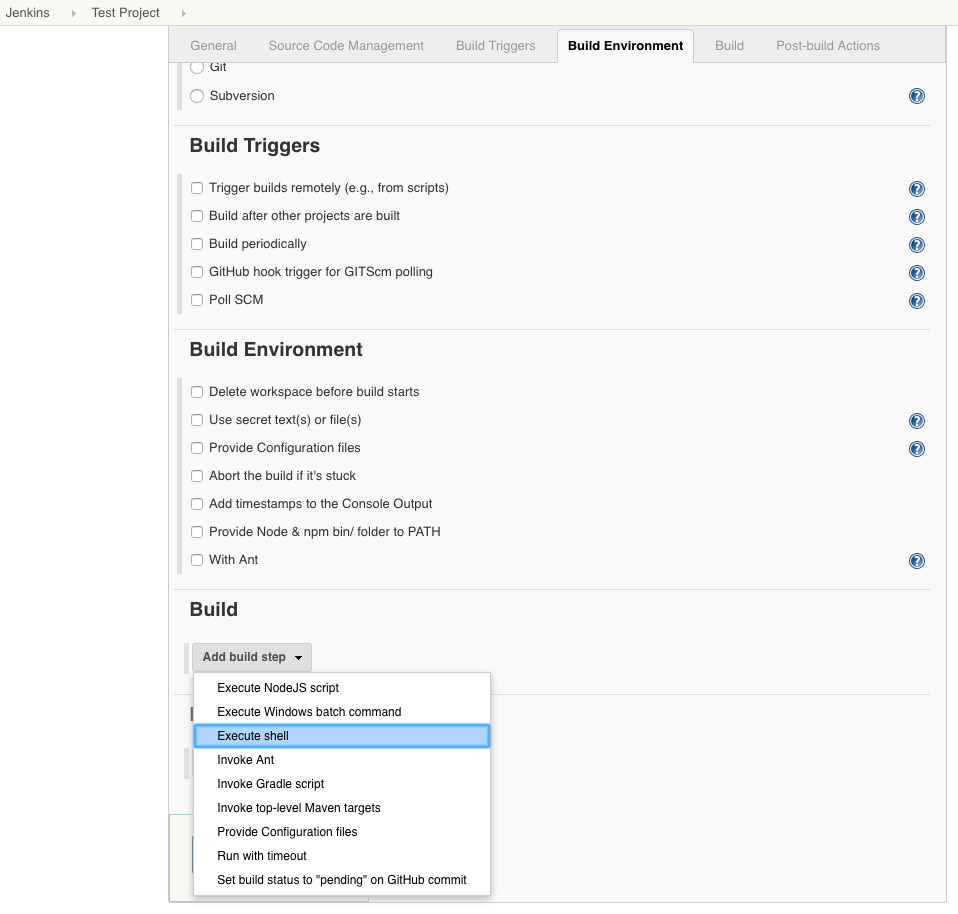 Jenkins Test Project
General Source Code Management Build Triggers Build Environment Build Post-build Actions
Git
Subversion
Build Triggers
Trigger builds remotely (e.g., from scripts)
Build after other projects are built
Build periodically
GitHub hook trigger for GITScm polling
Poll SCM
Build Environment
Delete workspace before build starts
Use secret text(s) or file(s)
Provide Configuration files
Abort the build if it's stuck
Add timestamps to the Console Output
Provide Node & npm bin/ folder to PATH
With Ant
Build
Add build step
Execute NodeJS script
Execute Windows batch command
Execute shell
Invoke Ant
Invoke Gradle script
Invoke top-level Maven targets
Provide Configuration files
Run with timeout
Set build status to "pending" on GitHub commit